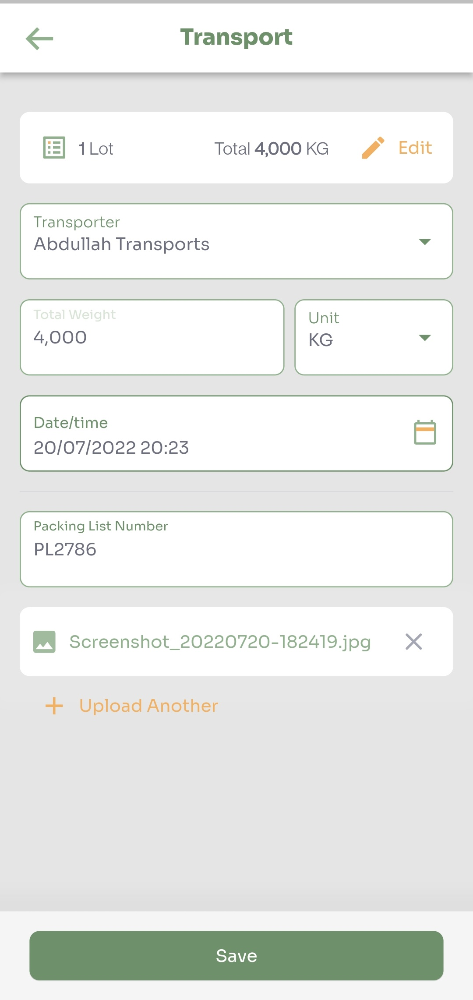 Transport
1 Lot Total 4,000 KG Edit
Transporter
Abdullah Transports
Total Weight
4,000
Unit
KG
Date/time
20/07/2022 20:23
Packing List Number
PL2786
Screenshot_20220720-182419.jpg
Upload Another
Save